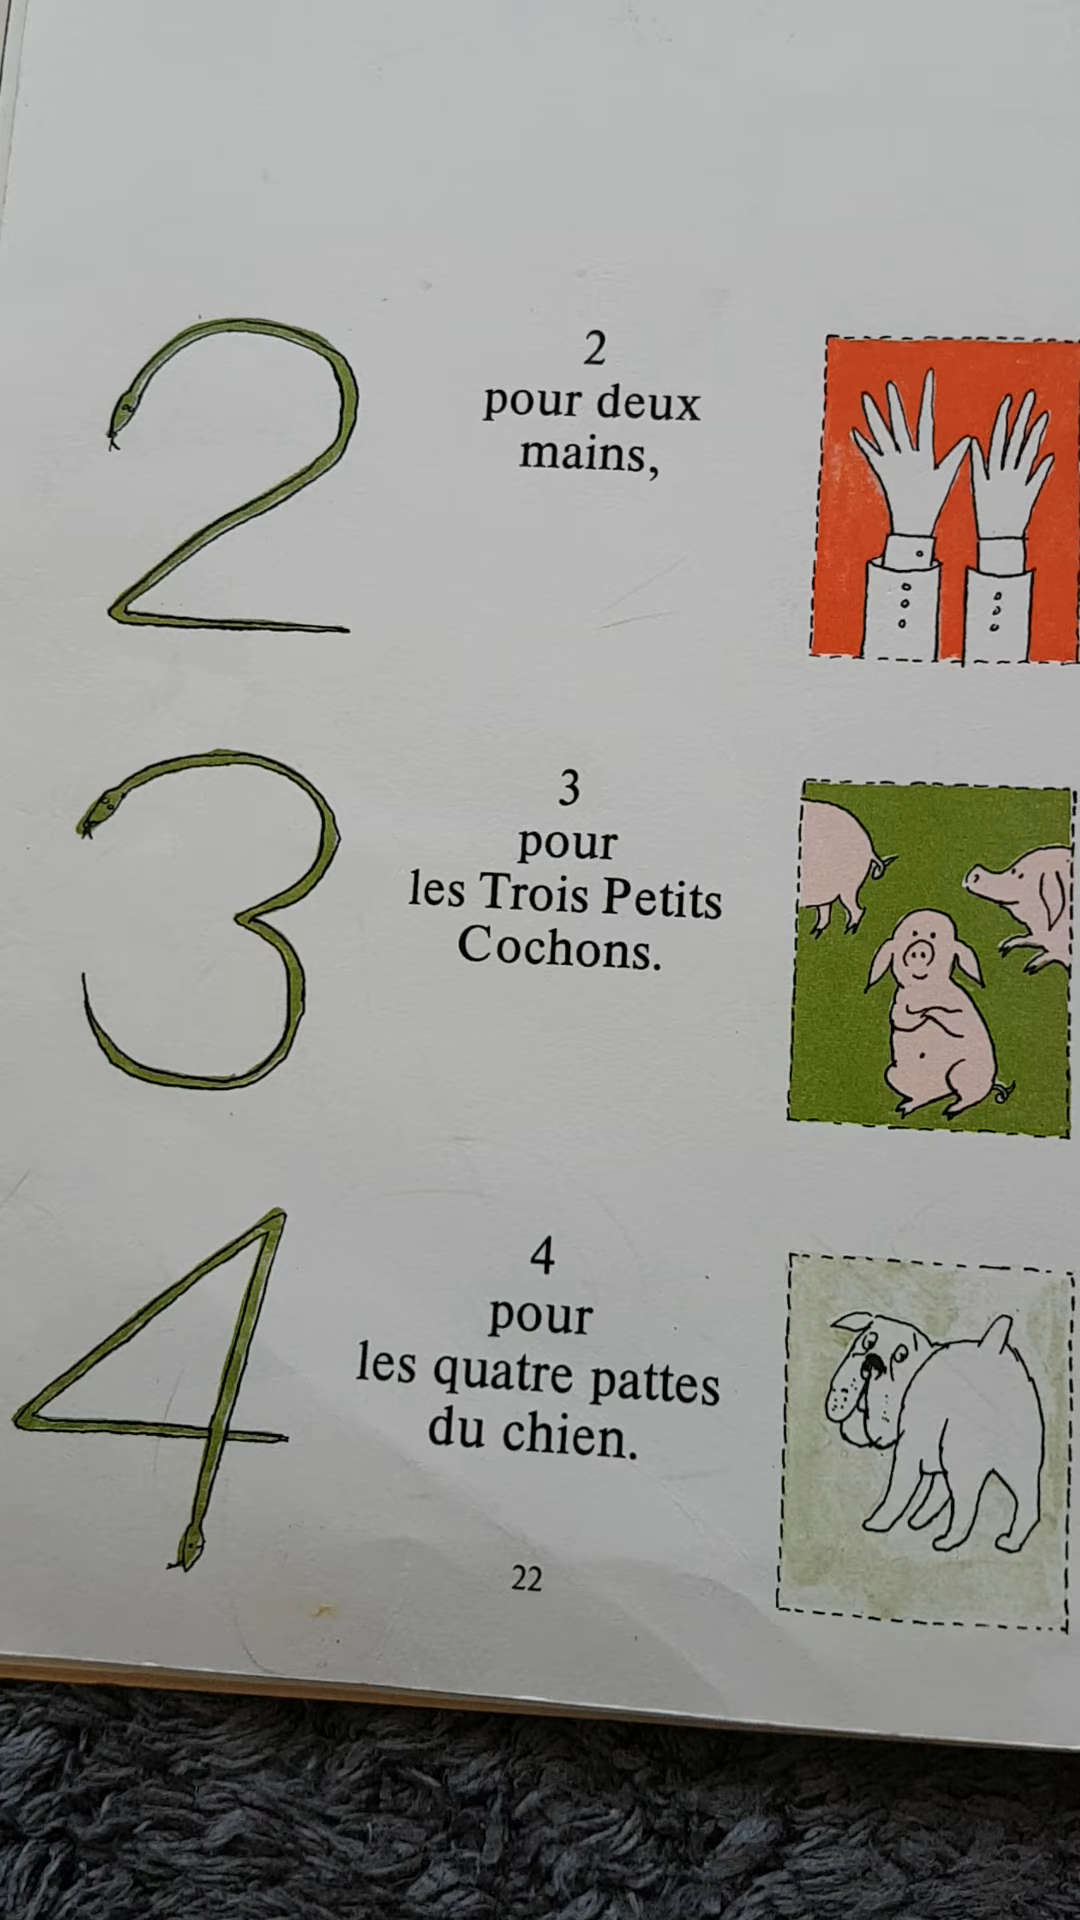 2
pour deux
mains,
3
pour
les Trois Petits
Cochons.
4
pour
les quatre pattes
du chien.
22